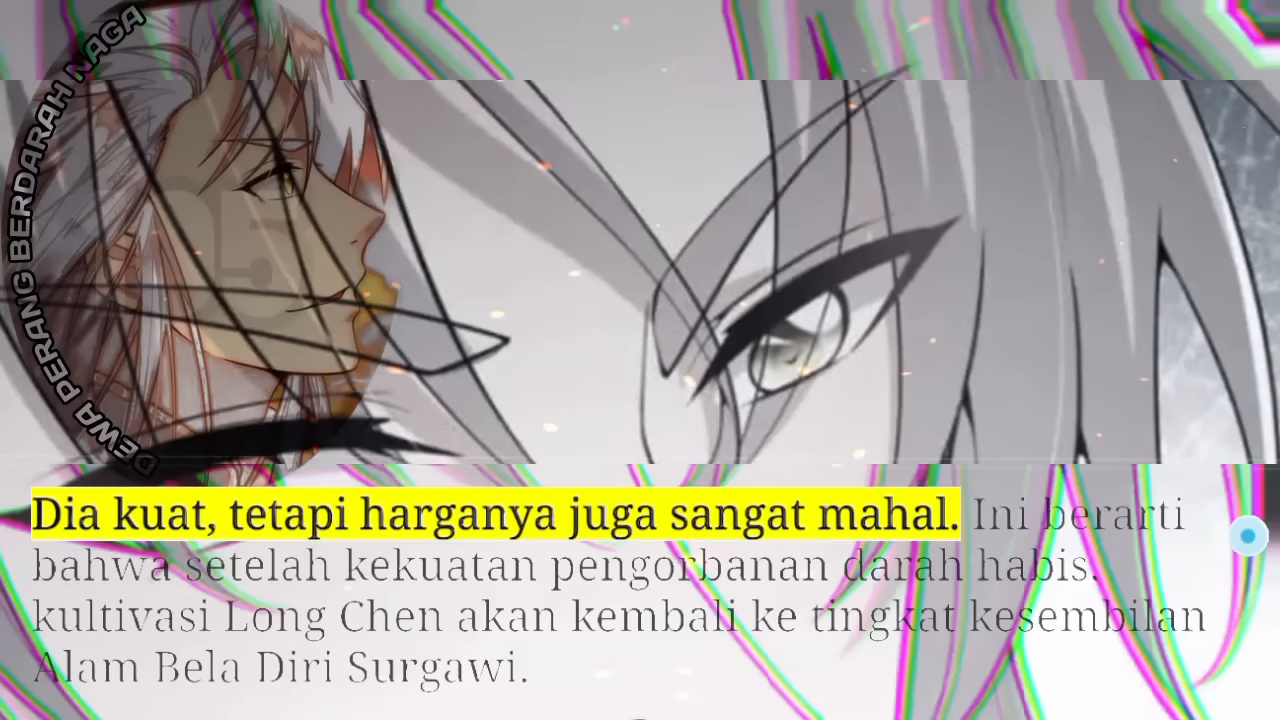 DEWA PERANG BERDARAH NAGA
Dia kuat, tetapi harganya juga sangat mahal. Ini berarti
bahwa setelah kekuatan pengorbanan darah habis,
kultivasi Long Chen akan kembali ke tingkat kesembilan
Alam Bela Diri Surgawi.